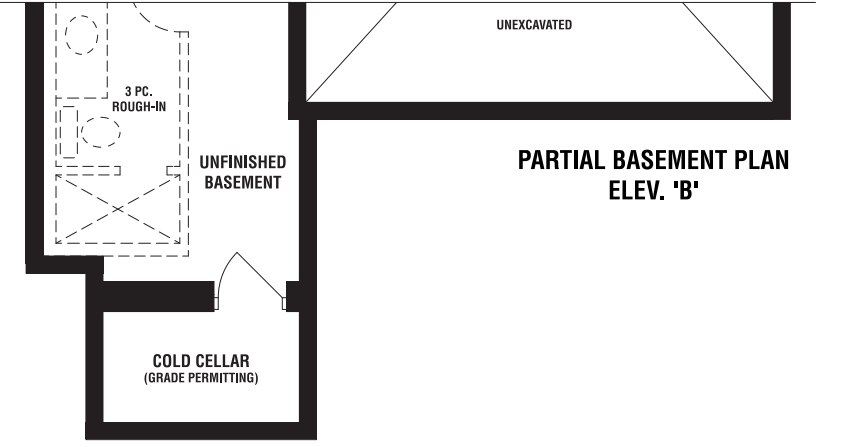 UNEXCAVATED
3 PC.
ROUGH-IN
UNFINISHED
BASEMENT
PARTIAL BASEMENT PLAN
ELEV. 'B'
COLD CELLAR
(GRADE PERMITTING)